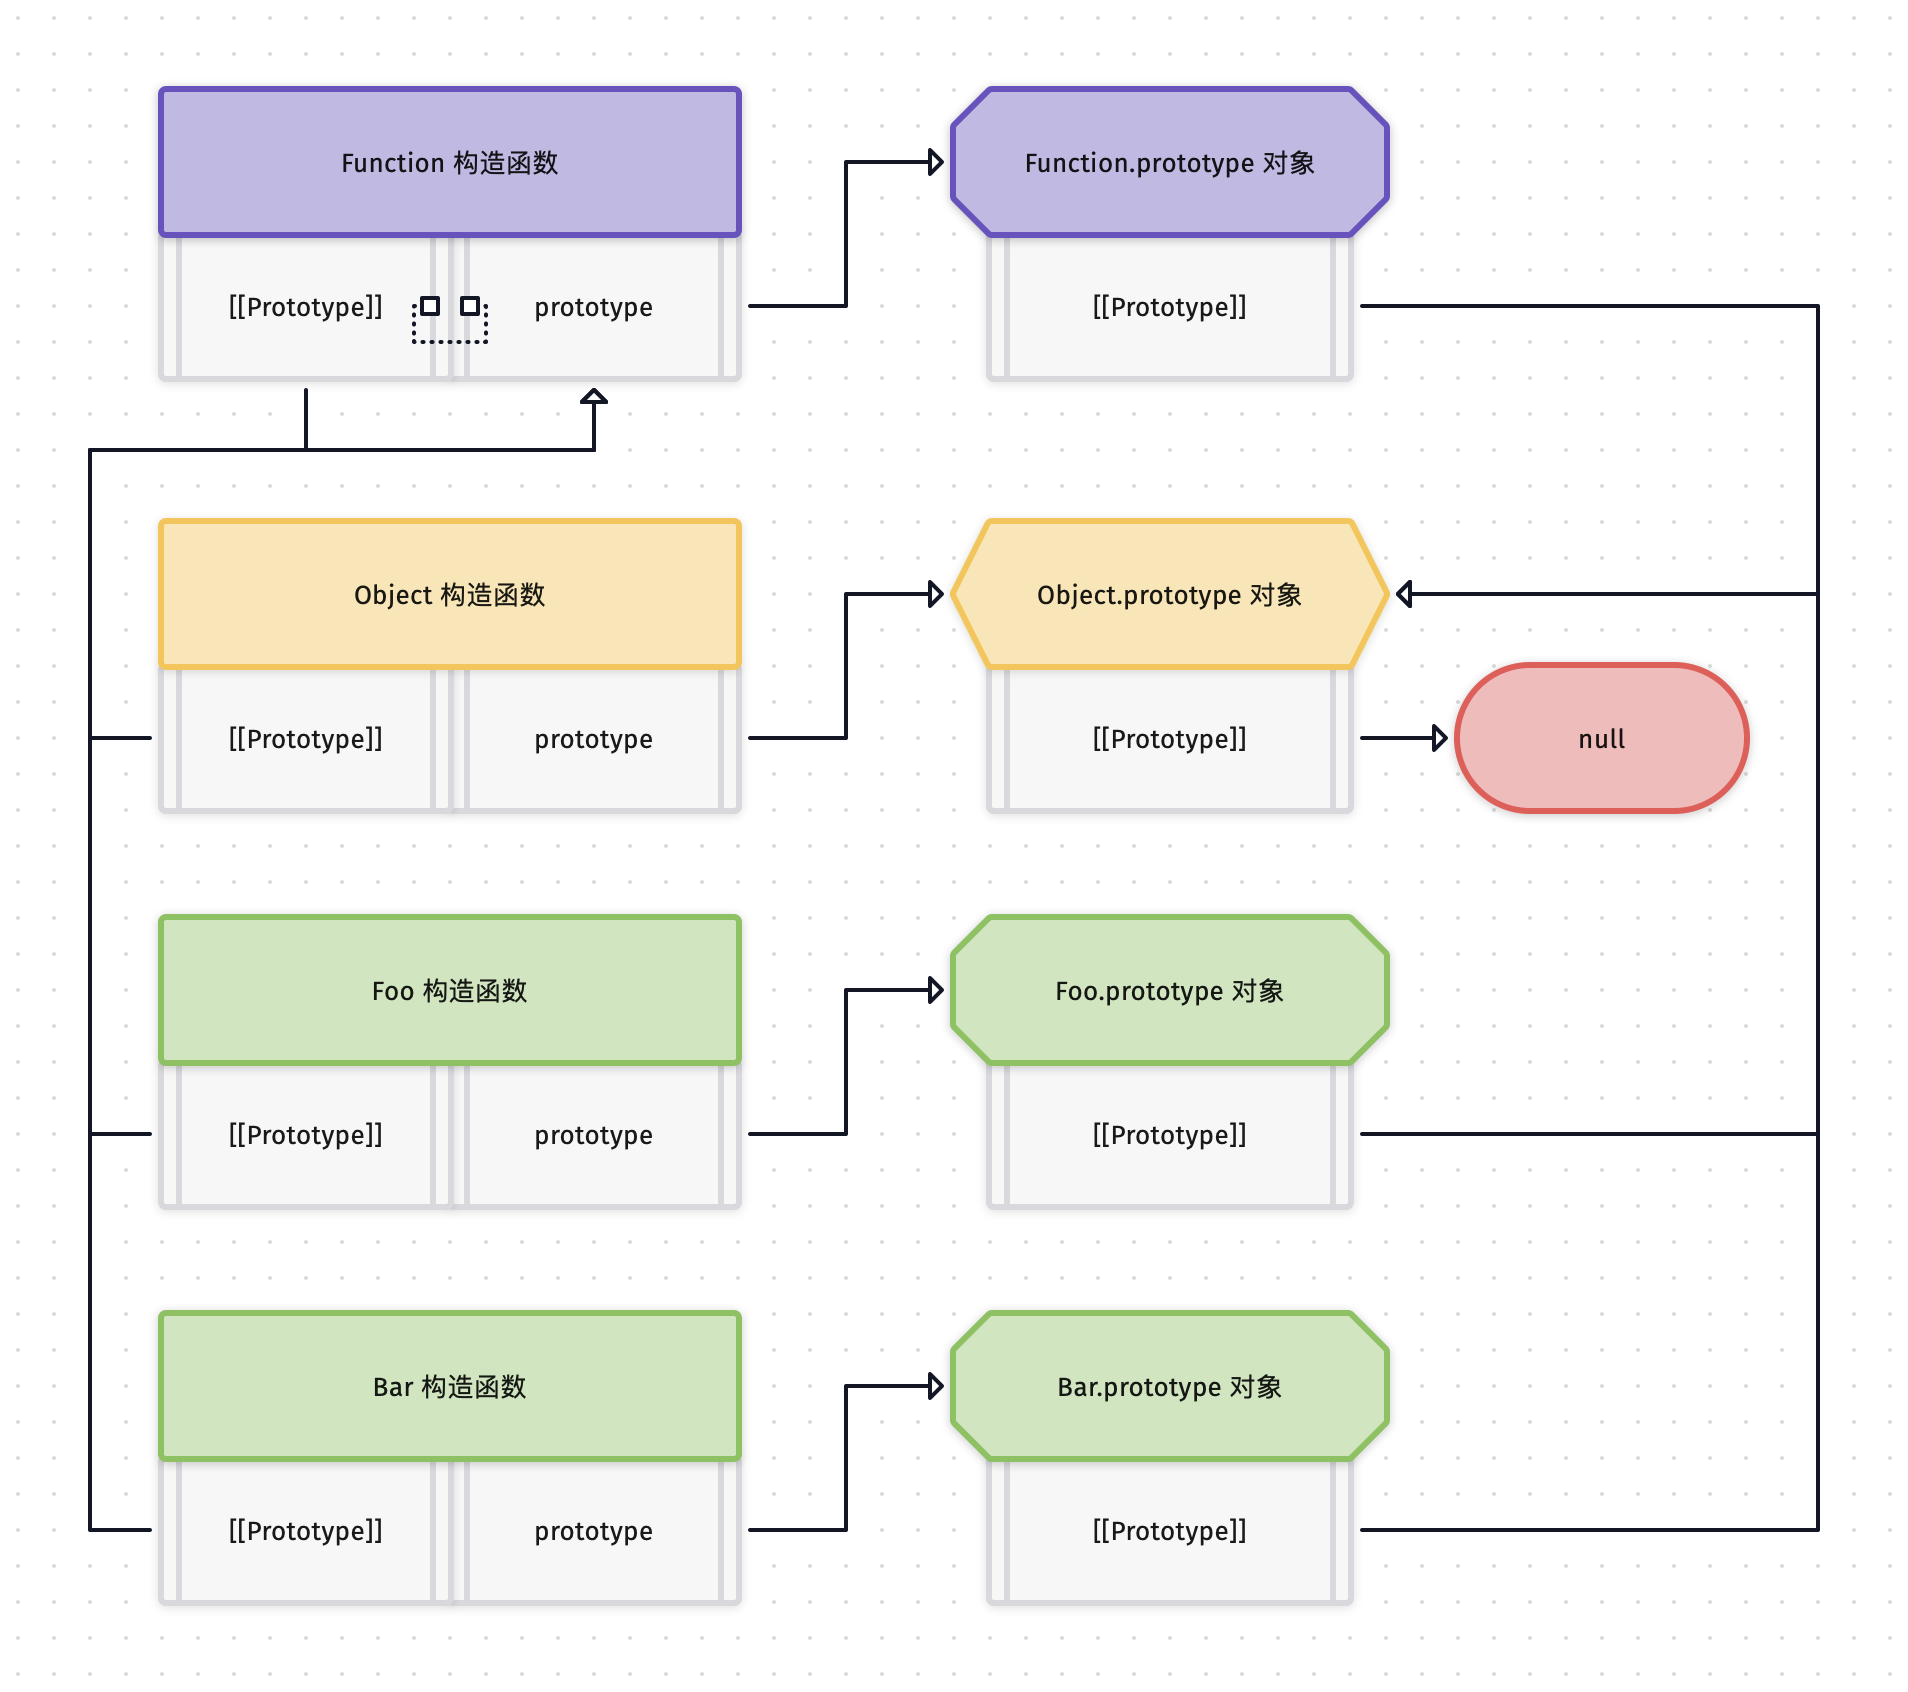 Function 构造函数
Function.prototype 对象
[[Prototype]]
prototype
[[Prototype]]
Object 构造函数
Object.prototype 对象
[[Prototype]]
prototype
[[Prototype]]
null
Foo 构造函数
Foo.prototype 对象
[[Prototype]]
prototype
[[Prototype]]
Bar 构造函数
Bar.prototype 对象
[[Prototype]]
prototype
[[Prototype]]